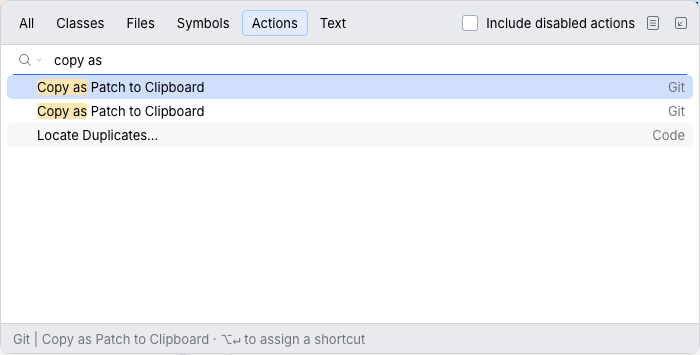 All Classes Files Symbols Actions Text Include disabled actions
copy as
Copy as Patch to Clipboard Git
Copy as Patch to Clipboard Git
Locate Duplicates... Code
Git | Copy as Patch to Clipboard · ⌥↵ to assign a shortcut